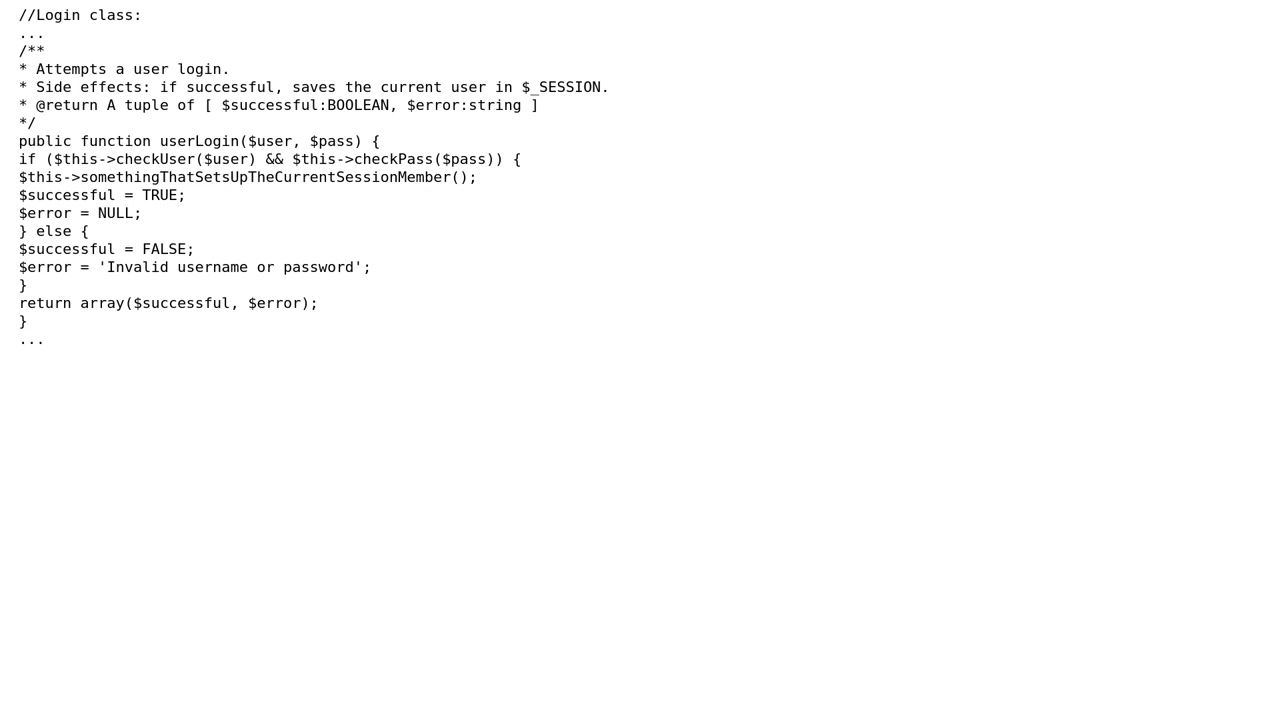 //Login class:
...
/**
* Attempts a user login.
* Side effects: if successful, saves the current user in $_SESSION.
* @return A tuple of [ $successful:BOOLEAN, $error:string ]
*/
public function userLogin($user, $pass) {
if ($this->checkUser($user) && $this->checkPass($pass)) {
$this->somethingThatSetsUpTheCurrentSessionMember();
$successful = TRUE;
$error = NULL;
} else {
$successful = FALSE;
$error = 'Invalid username or password';
}
return array($successful, $error);
}
...